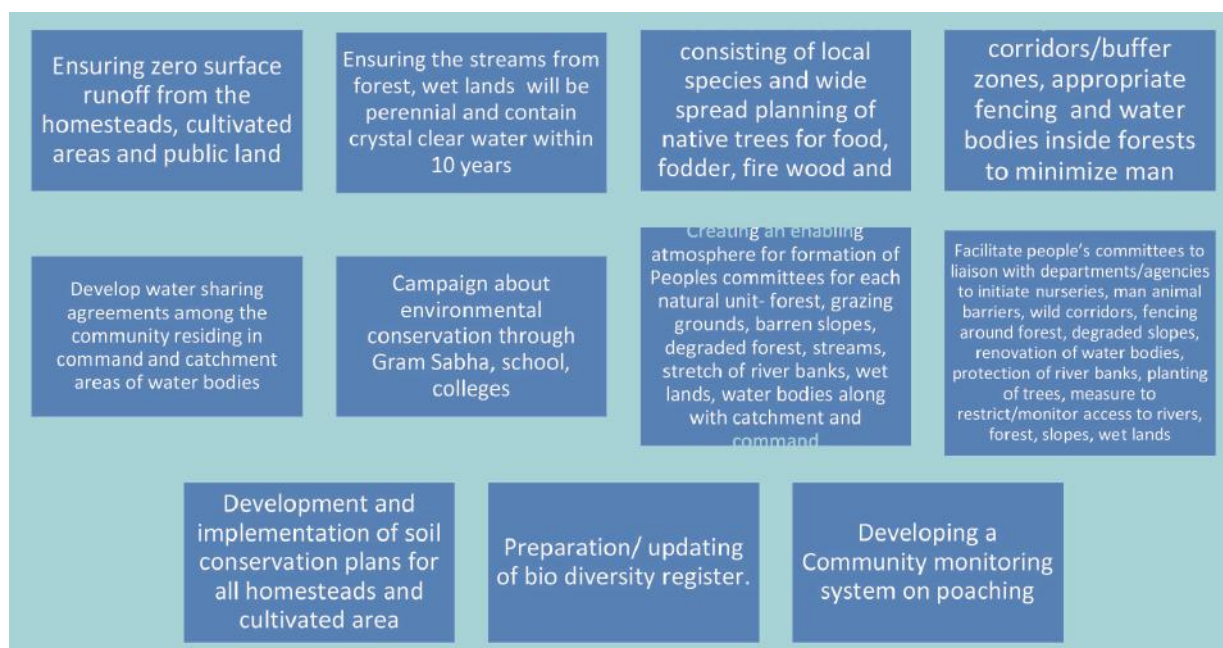 Ensuring zero surface
runoff from the
homesteads, cultivated
areas and public land
Ensuring the streams from
forest, wet lands will be
perennial and contain
crystal clear water within
10 years
consisting of local
species and wide
spread planning of
native trees for food,
fodder, fire wood and
corridors/buffer
zones, appropriate
fencing and water
bodies inside forests
to minimize man
Develop water sharing
agreements among the
community residing in
command and catchment
areas of water bodies
Campaign about
environmental
conservation through
Gram Sabha, school,
colleges
Creating an enabling
atmosphere for formation of
Peoples committees for each
natural unit- forest, grazing
grounds, barren slopes,
degraded forest, streams,
stretch of river banks, wet
lands, water bodies along
with catchment and
command
Facilitate people's committees to
liaison with departments/agencies
to initiate nurseries, man animal
barriers, wild corridors, fencing
around forest, degraded slopes,
renovation of water bodies,
protection of river banks, planting
of trees, measure to
restrict/monitor access to rivers,
forest, slopes, wet lands
Development and
implementation of soil
conservation plans for
all homesteads and
cultivated area
Preparation/ updating
of bio diversity register.
Developing a
Community monitoring
system on poaching